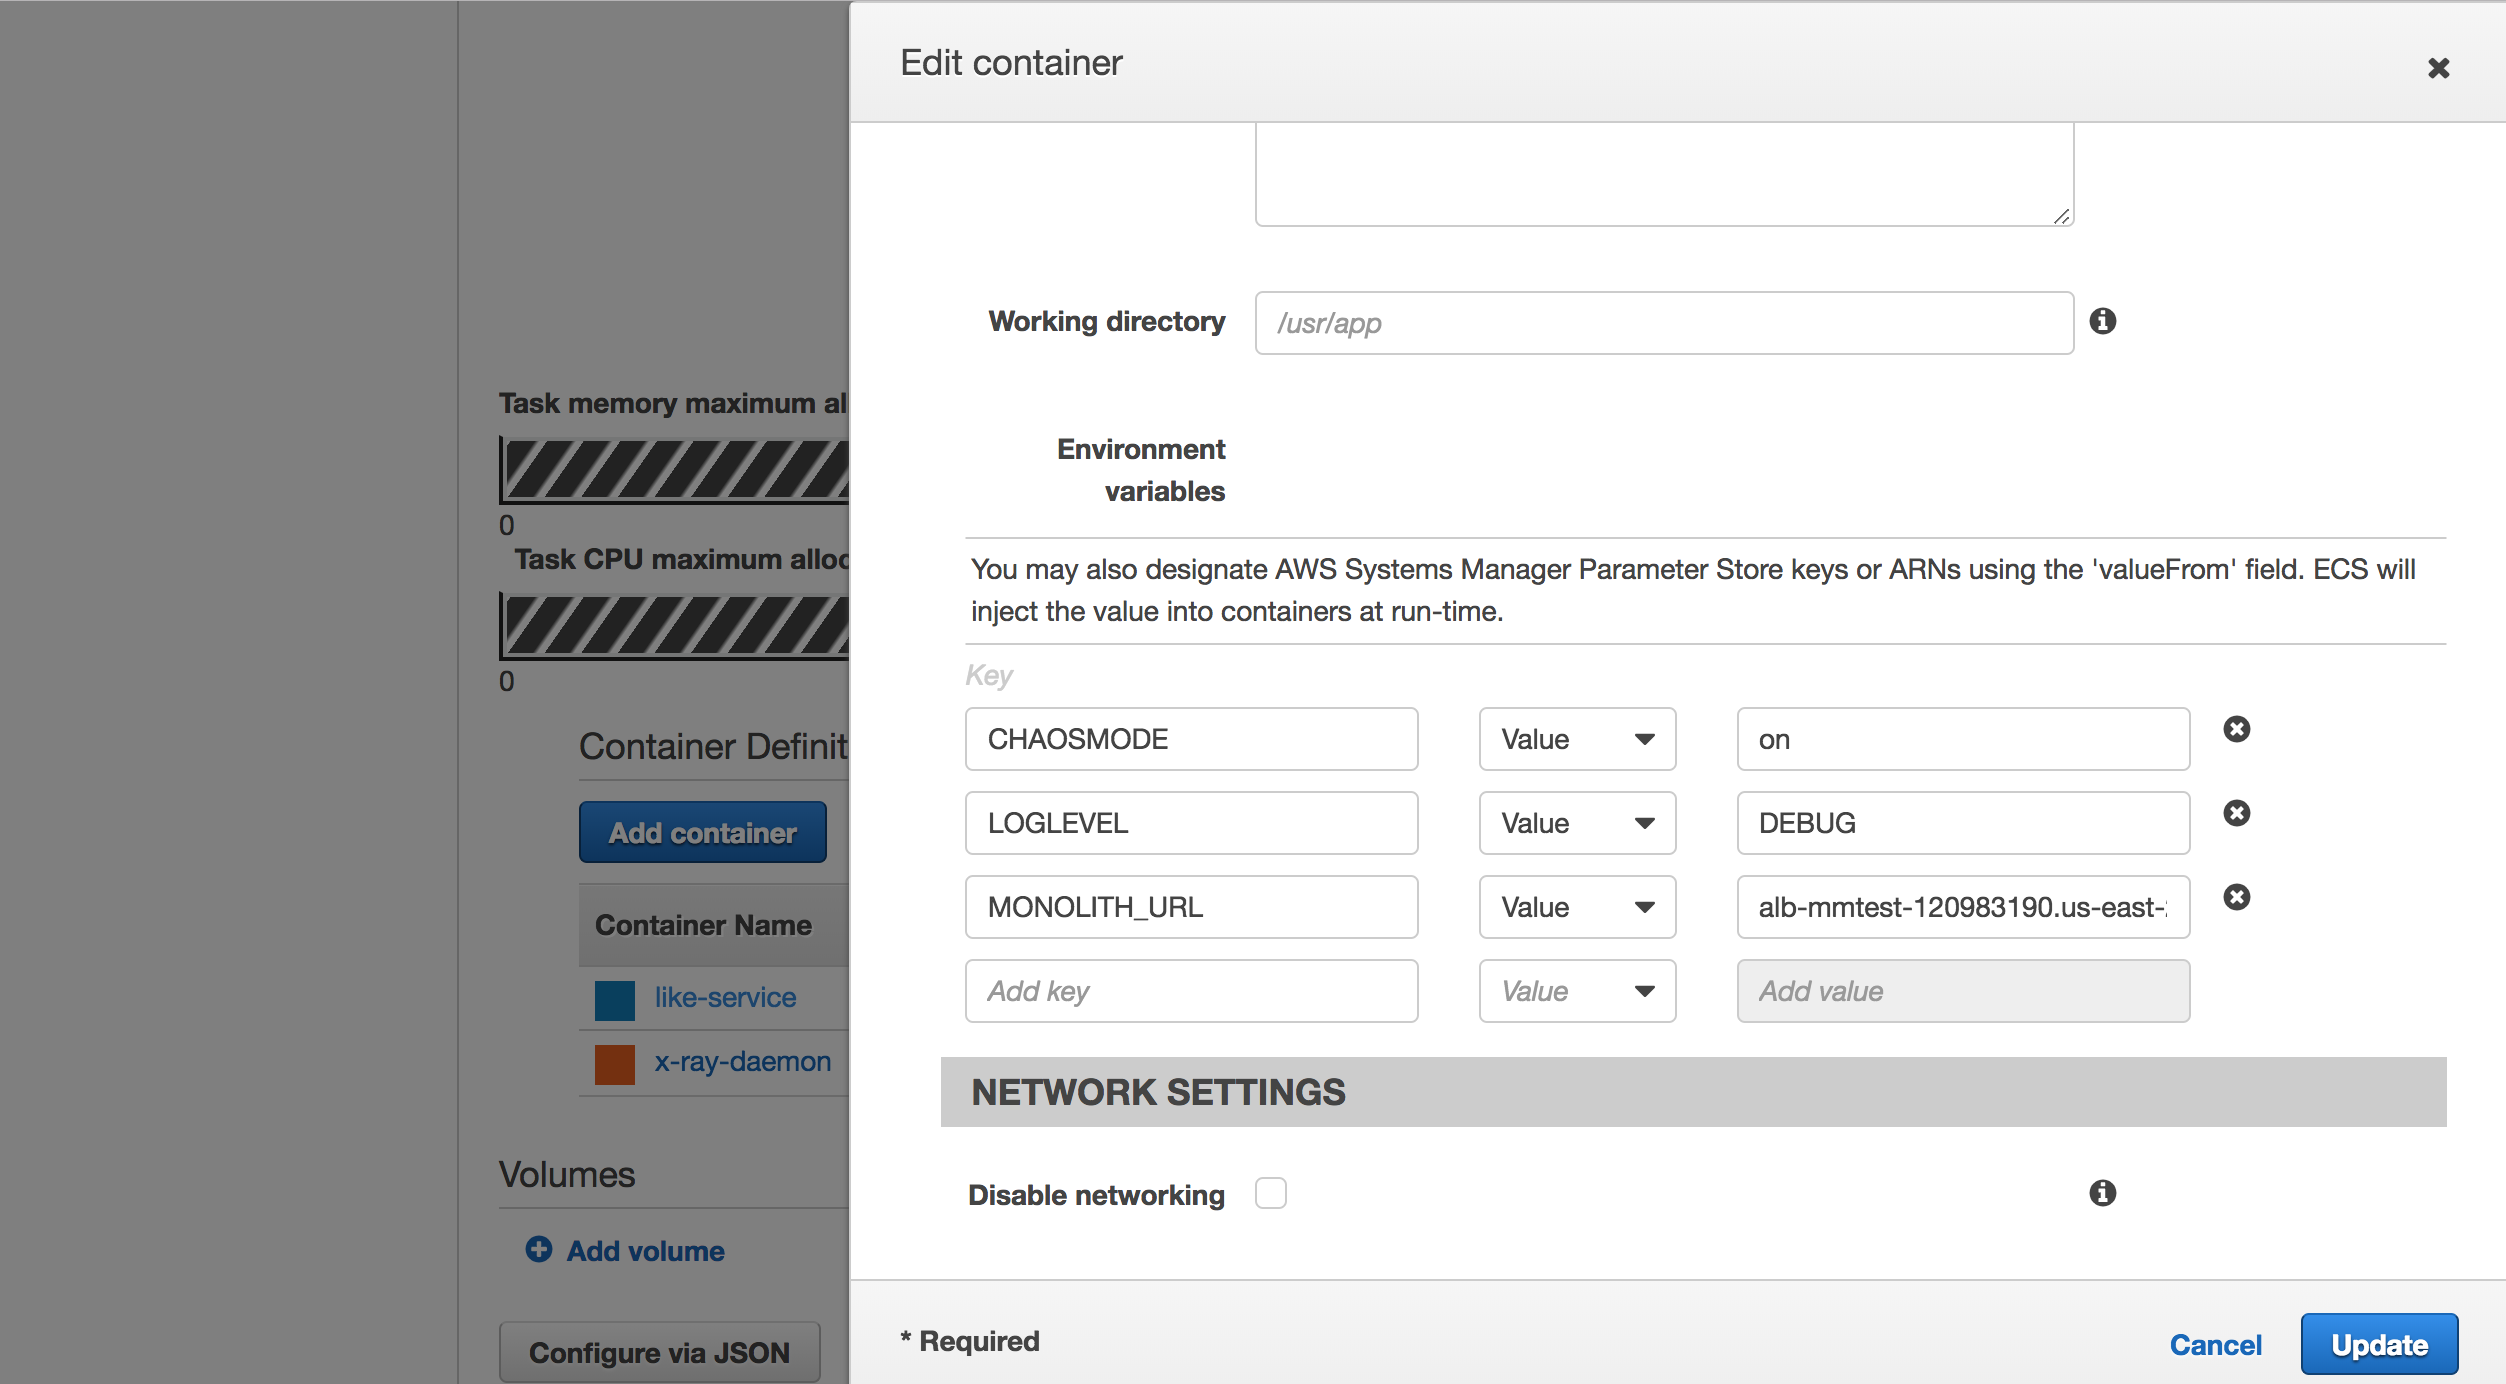 Edit container
Working directory
/usr/app
Environment
variables
You may also designate AWS Systems Manager Parameter Store keys or ARNs using the 'valueFrom' field. ECS will
inject the value into containers at run-time.
Key
CHAOSMODE Value on
LOGLEVEL Value DEBUG
MONOLITH_URL Value alb-mmtest-120983190.us-east-
Add key Value Add value
NETWORK SETTINGS
Disable networking
* Required
Cancel
Update
Task memory maximum al
0
Task CPU maximum alloc
0
Container Definit
Add container
Container Name
like-service
x-ray-daemon
Volumes
Add volume
Configure via JSON